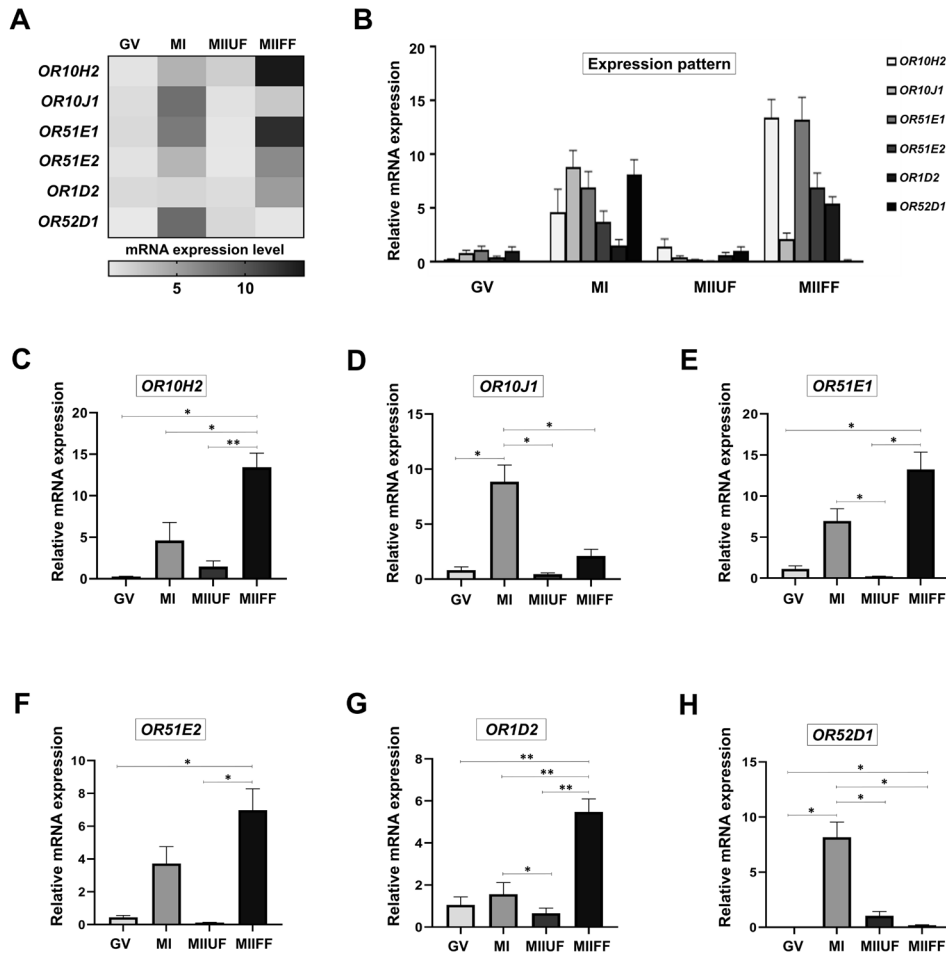 A
GV MI MIIUF MIIFF
OR10H2
OR10J1
OR51E1
OR51E2
OR1D2
OR52D1
mRNA expression level
5 10
B
Expression pattern
Relative mRNA expression
20
15
10
5
0
GV MI MIIUF MIIFF
OR10H2
OR10J1
OR51E1
OR51E2
OR1D2
OR52D1
C
OR10H2
Relative mRNA expression
20
15
10
5
0
*
*
**
GV MI MIIUF MIIFF
D
OR10J1
Relative mRNA expression
15
10
5
0
*
*
*
GV MI MIIUF MIIFF
E
OR51E1
Relative mRNA expression
20
15
10
5
0
*
*
*
GV MI MIIUF MIIFF
F
OR51E2
Relative mRNA expression
10
8
6
4
2
0
*
*
GV MI MIIUF MIIFF
G
OR1D2
Relative mRNA expression
8
6
4
2
0
**
**
**
*
GV MI MIIUF MIIFF
H
OR52D1
Relative mRNA expression
15
10
5
0
*
*
*
*
GV MI MIIUF MIIFF